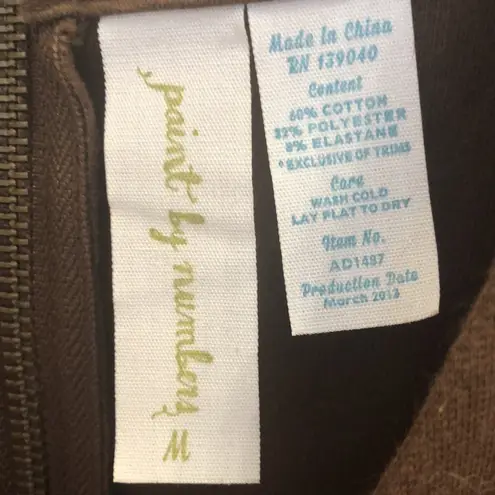 paint by numbers M
Made in China
RN 139040
Content
60% COTTON
32% POLYESTER
8% ELASTANE
*EXCLUSIVE OF TRIMS
Care
WASH COLD
LAY FLAT TO DRY
Item No.
AD1487
Production Date
March 2013